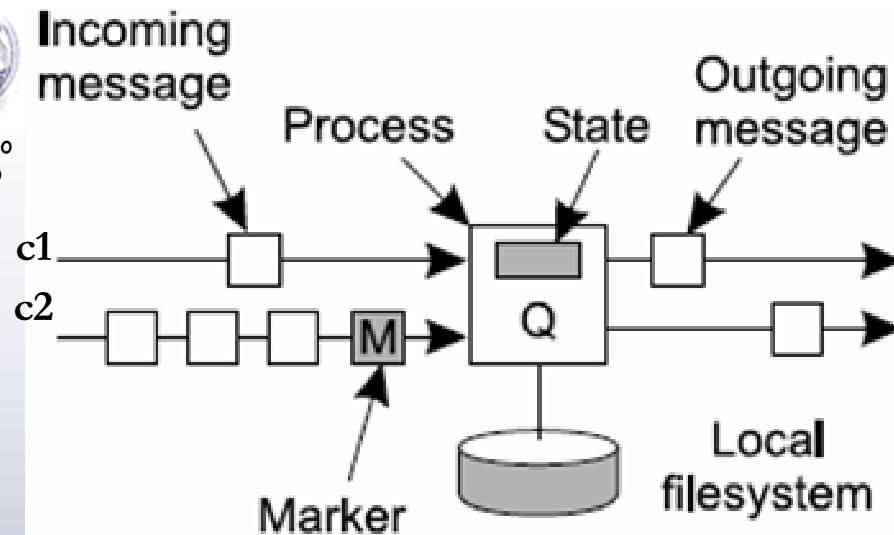 Incoming
message
Process
State
Outgoing
message
c1
c2
M
Q
Marker
Local
filesystem